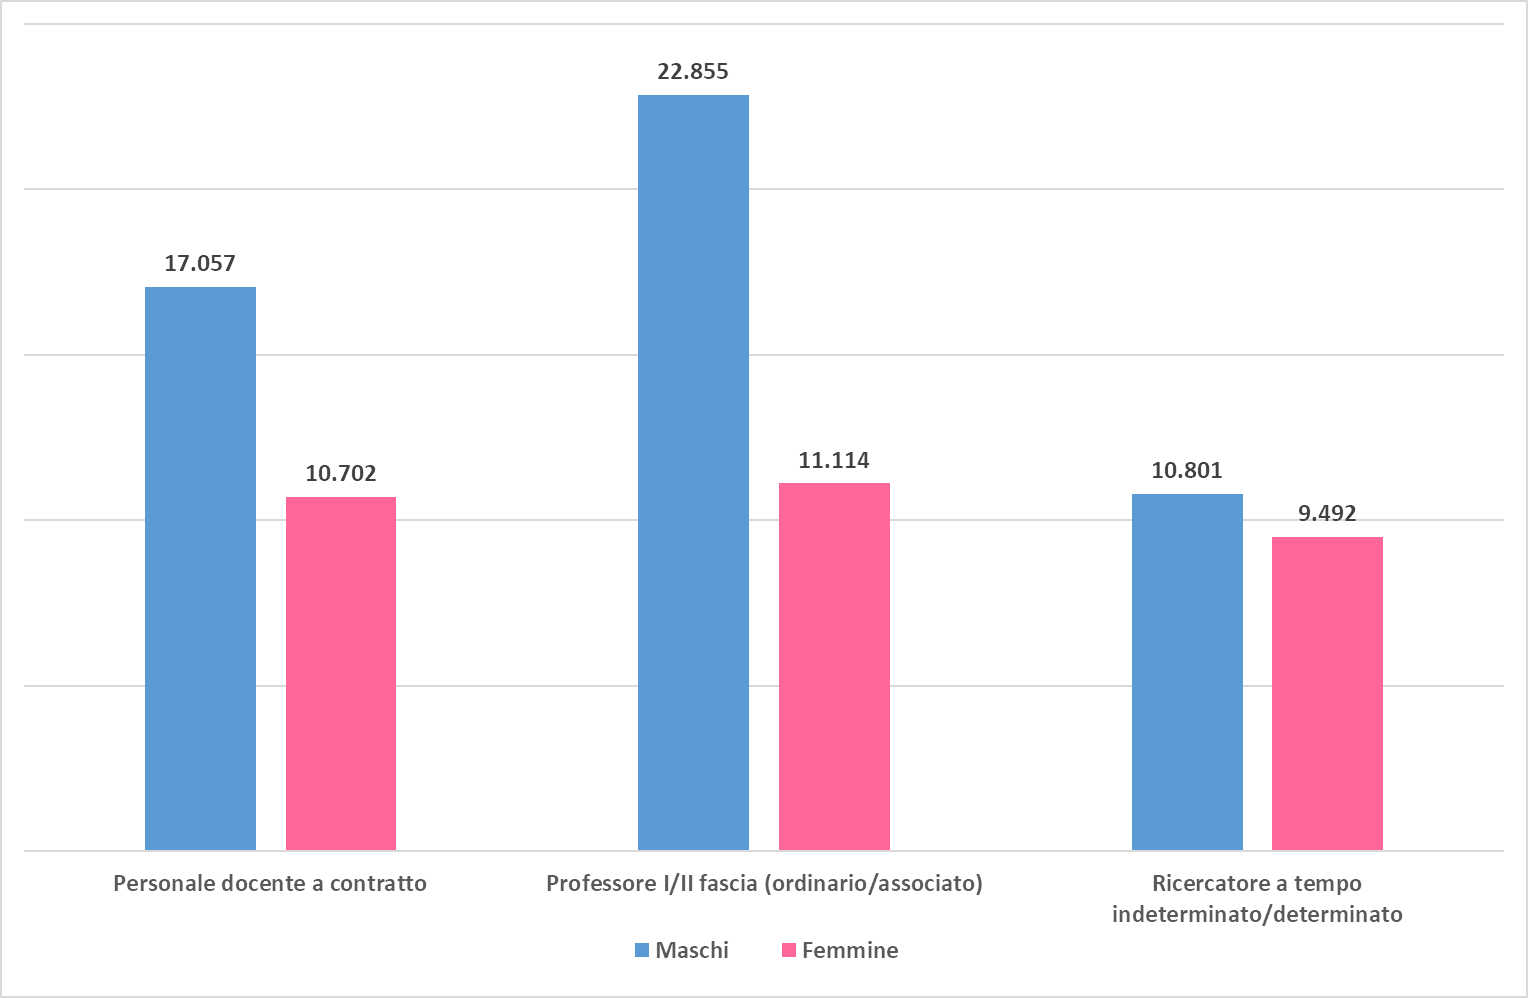 22.855
17.057
10.702
11.114
10.801
9.492
Personale docente a contratto
Professore I/II fascia (ordinario/associato)
Ricercatore a tempo
indeterminato/determinato
Maschi
Femmine